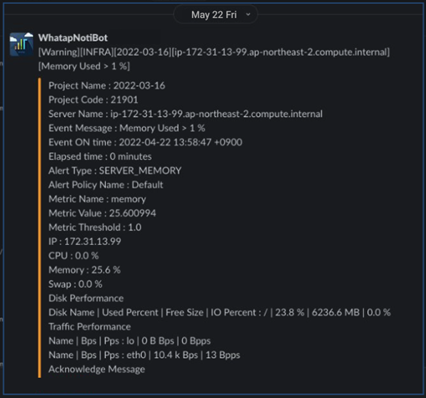 May 22 Fri
WhatapNotiBot
[Warning][INFRA][2022-03-16][ip-172-31-13-99.ap-northeast-2.compute.internal]
[Memory Used > 1 %]
Project Name : 2022-03-16
Project Code : 21901
Server Name : ip-172-31-13-99.ap-northeast-2.compute.internal
Event Message : Memory Used > 1 %
Event ON time : 2022-04-22 13:58:47 +0900
Elapsed time : 0 minutes
Alert Type : SERVER_MEMORY
Alert Policy Name : Default
Metric Name : memory
Metric Value : 25.600994
Metric Threshold : 1.0
IP : 172.31.13.99
CPU : 0.0 %
Memory : 25.6 %
Swap : 0.0 %
Disk Performance
Disk Name | Used Percent | Free Size | IO Percent : / | 23.8 % | 6236.6 MB | 0.0 %
Traffic Performance
Name | Bps | Pps : lo | 0 B Bps | 0 Bpps
Name | Bps | Pps : eth0 | 10.4 k Bps | 13 Bpps
Acknowledge Message